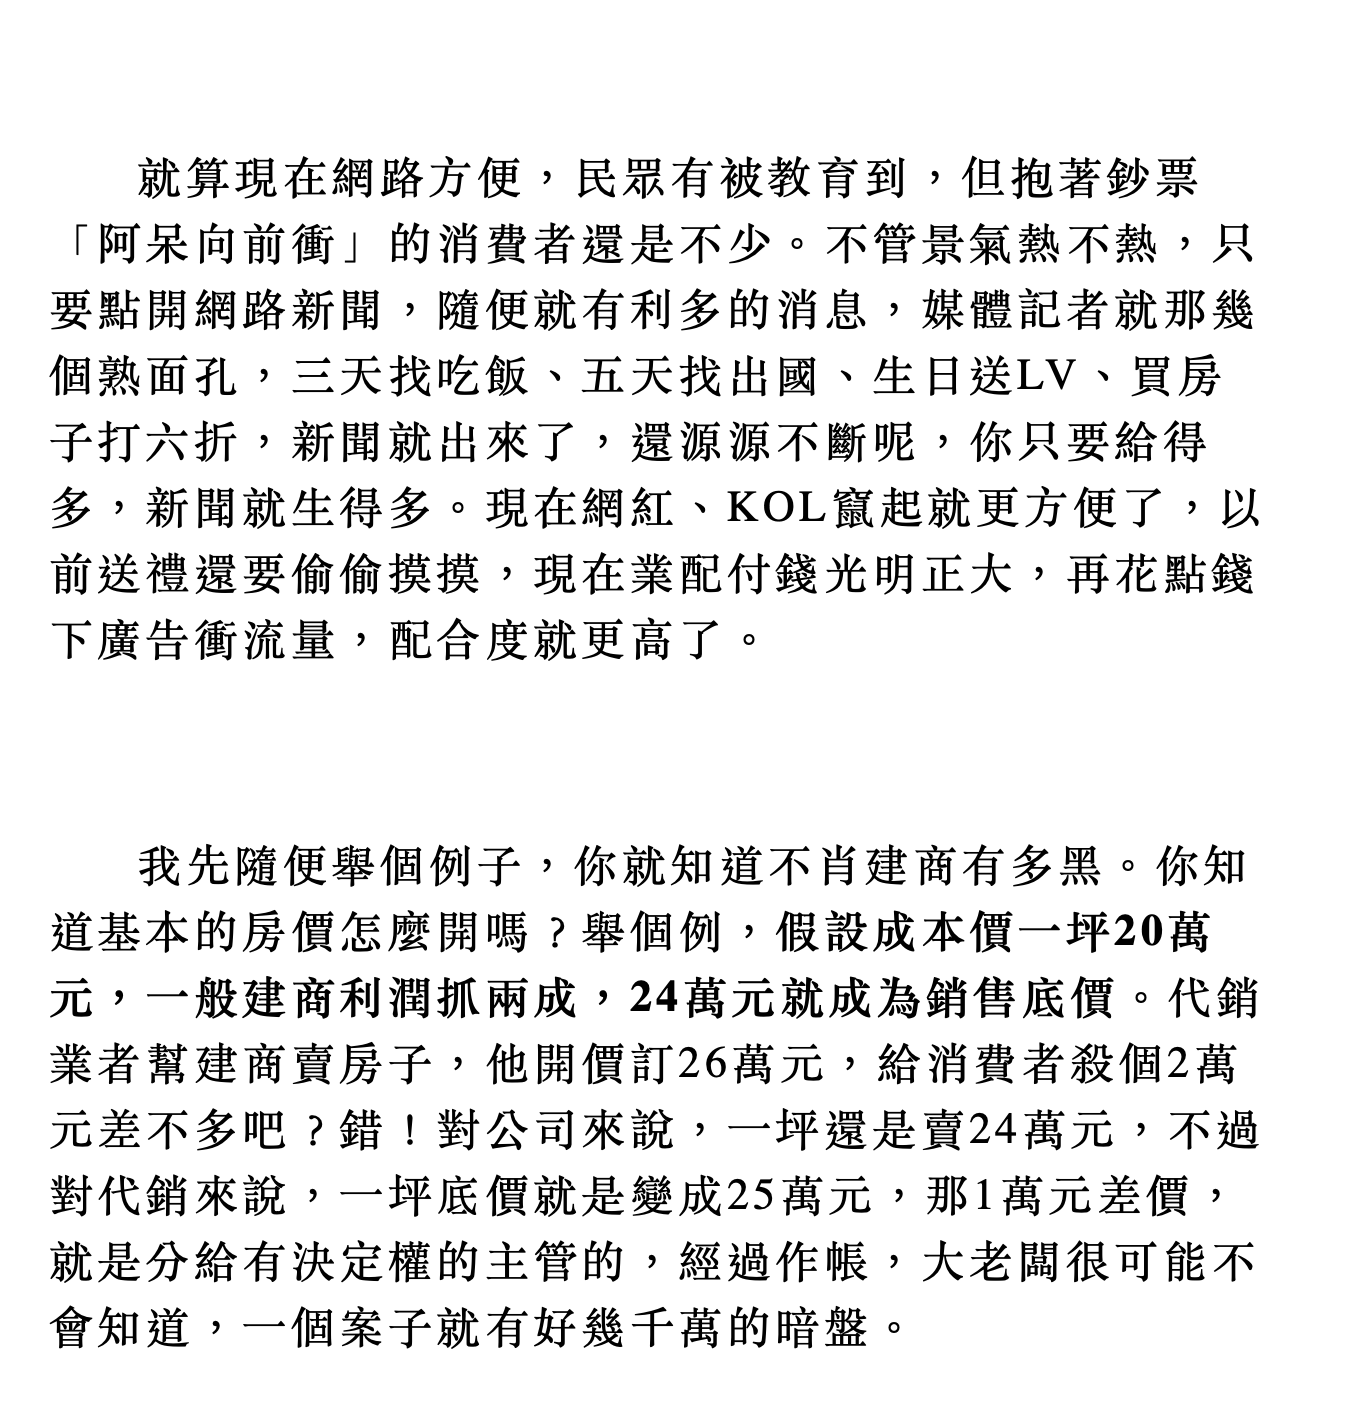 就算現在網路方便，民眾有被教育到，但抱著鈔票
「阿呆向前衝」的消費者還是不少。不管景氣熱不熱，只
要點開網路新聞，隨便就有利多的消息，媒體記者就那幾
個熟面孔，三天找吃飯、五天找出國、生日送LV、買房
子打六折，新聞就出來了，還源源不斷呢，你只要給得
多，新聞就生得多。現在網紅、KOL竄起就更方便了，以
前送禮還要偷偷摸摸，現在業配付錢光明正大，再花點錢
下廣告衝流量，配合度就更高了。
我先隨便舉個例子，你就知道不肖建商有多黑。你知
道基本的房價怎麼開嗎？舉個例，假設成本價一坪20萬
元，一般建商利潤抓兩成，24萬元就成為銷售底價。代銷
業者幫建商賣房子，他開價訂26萬元，給消費者殺個2萬
元差不多吧？錯！對公司來說，一坪還是賣24萬元，不過
對代銷來說，一坪底價就是變成25萬元，那1萬元差價，
就是分給有決定權的主管的，經過作帳，大老闆很可能不
會知道，一個案子就有好幾千萬的暗盤。